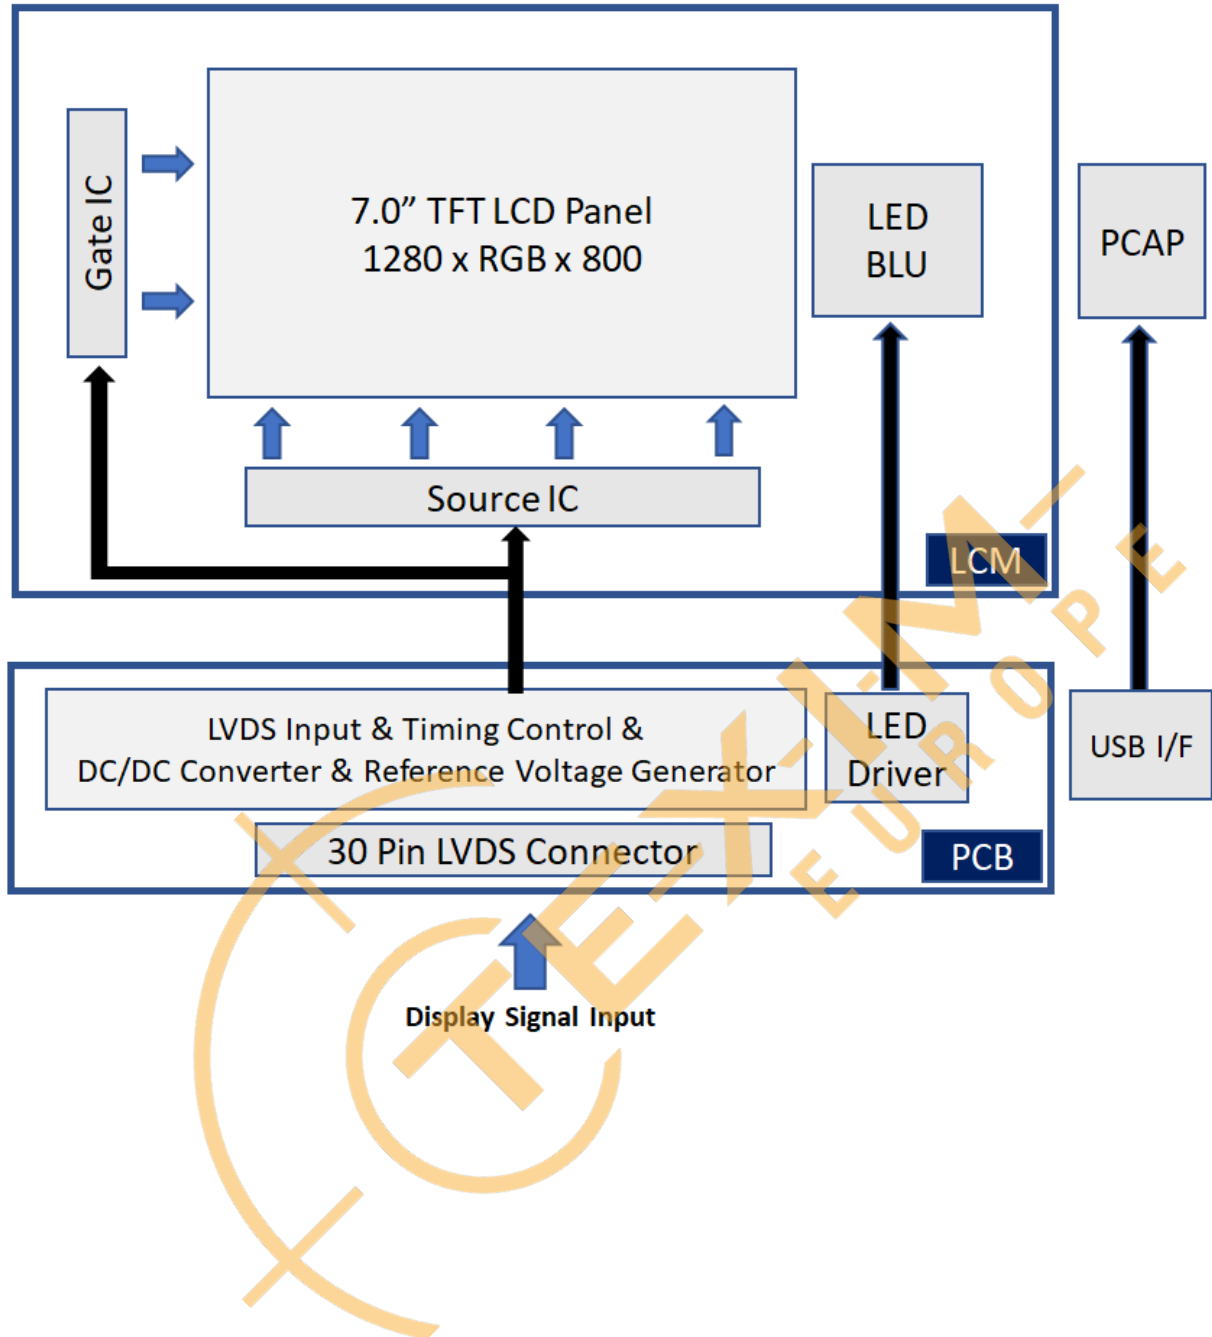 Gate IC
7.0” TFT LCD Panel
1280 x RGB x 800
LED
BLU
PCAP
Source IC
LCM
LVDS Input & Timing Control &
DC/DC Converter & Reference Voltage Generator
LED
Driver
USB I/F
30 Pin LVDS Connector
PCB
Display Signal Input
TEXIM
EUROPE